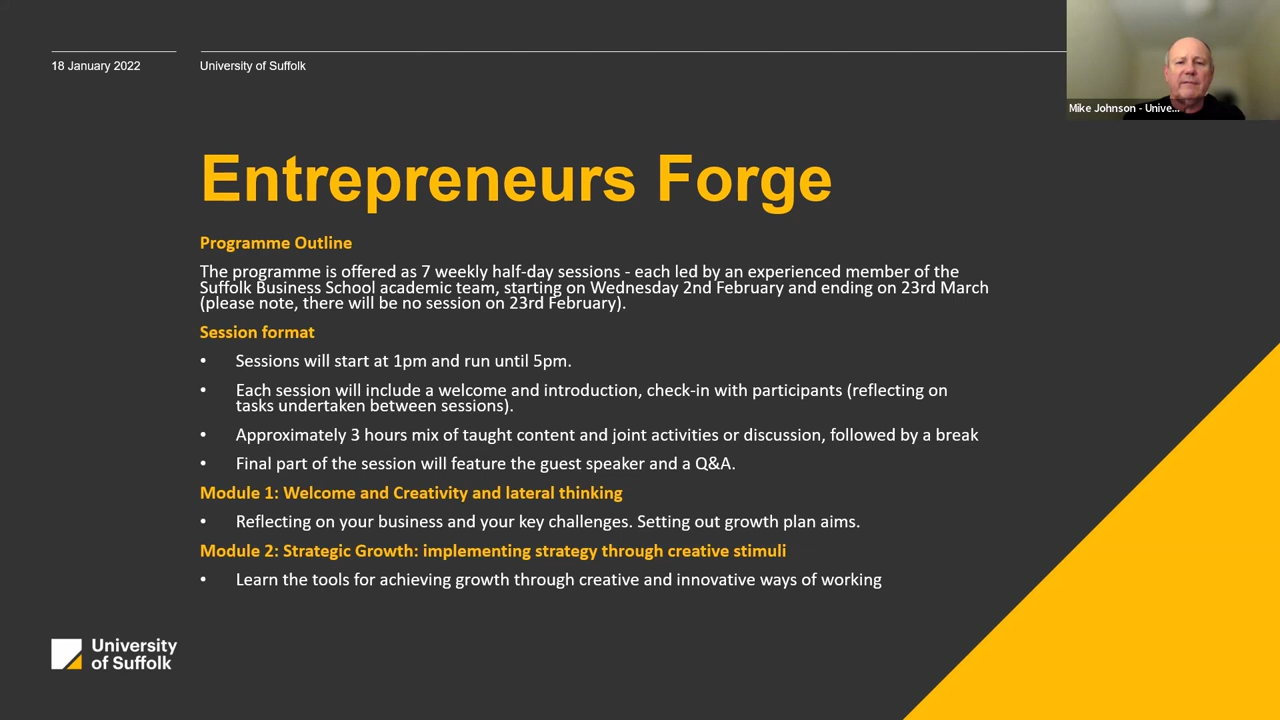 18 January 2022
University of Suffolk
Mike Johnson - Unive...
Entrepreneurs Forge
Programme Outline
The programme is offered as 7 weekly half-day sessions - each led by an experienced member of the
Suffolk Business School academic team, starting on Wednesday 2nd February and ending on 23rd March
(please note, there will be no session on 23rd February).
Session format
• Sessions will start at 1pm and run until 5pm.
• Each session will include a welcome and introduction, check-in with participants (reflecting on
tasks undertaken between sessions).
• Approximately 3 hours mix of taught content and joint activities or discussion, followed by a break
• Final part of the session will feature the guest speaker and a Q&A.
Module 1: Welcome and Creativity and lateral thinking
• Reflecting on your business and your key challenges. Setting out growth plan aims.
Module 2: Strategic Growth: implementing strategy through creative stimuli
• Learn the tools for achieving growth through creative and innovative ways of working
University
of Suffolk